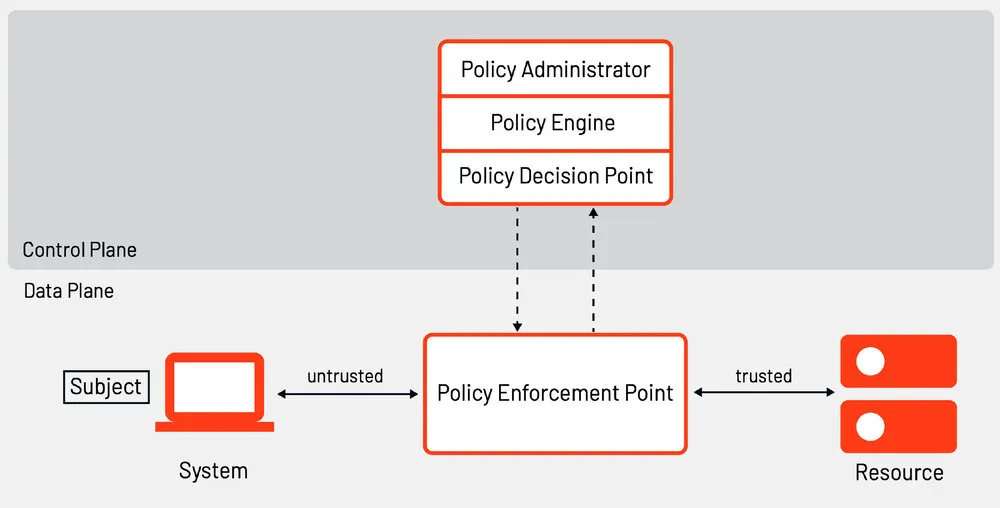 Policy Administrator
Policy Engine
Policy Decision Point
Control Plane
Data Plane
Subject
untrusted
Policy Enforcement Point
trusted
System
Resource